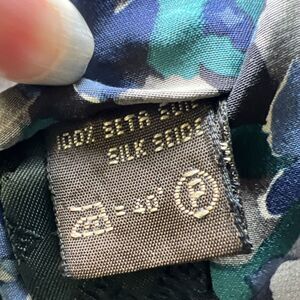 100% SETA
SILK SEIDE
= 40° P